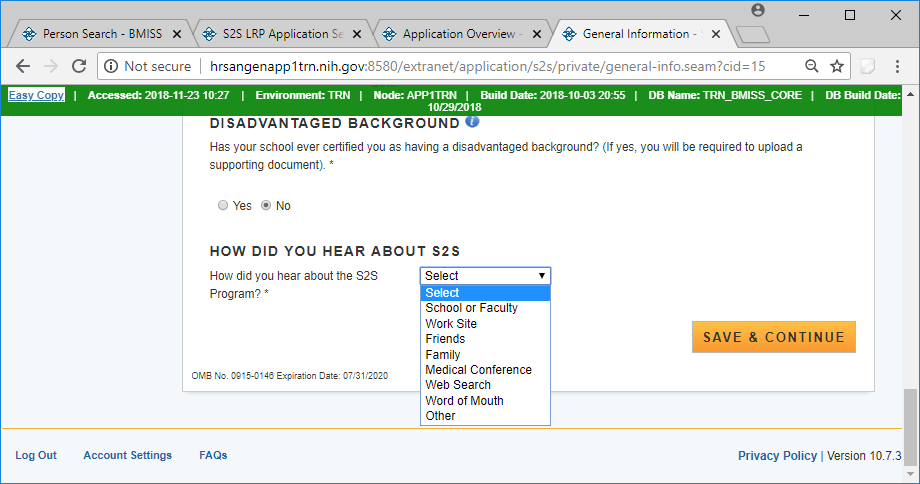 Person Search - BMISS
S2S LRP Application Se
Application Overview -
General Information - S
Not secure | hrsangenapp1trn.nih.gov:8580/extranet/application/s2s/private/general-info.seam?cid=15
Easy Copy | Accessed: 2018-11-23 10:27 | Environment: TRN | Node: APP1TRN | Build Date: 2018-10-03 20:55 | DB Name: TRN_BMISS_CORE | DB Build Date:
10/29/2018
DISADVANTAGED BACKGROUND i
Has your school ever certified you as having a disadvantaged background? (If yes, you will be required to upload a
supporting document). *
Yes No
HOW DID YOU HEAR ABOUT S2S
How did you hear about the S2S
Program? *
Select
Select
School or Faculty
Work Site
Friends
Family
Medical Conference
Web Search
Word of Mouth
Other
SAVE & CONTINUE
OMB No. 0915-0146 Expiration Date: 07/31/2020
Log Out Account Settings FAQs
Privacy Policy | Version 10.7.3